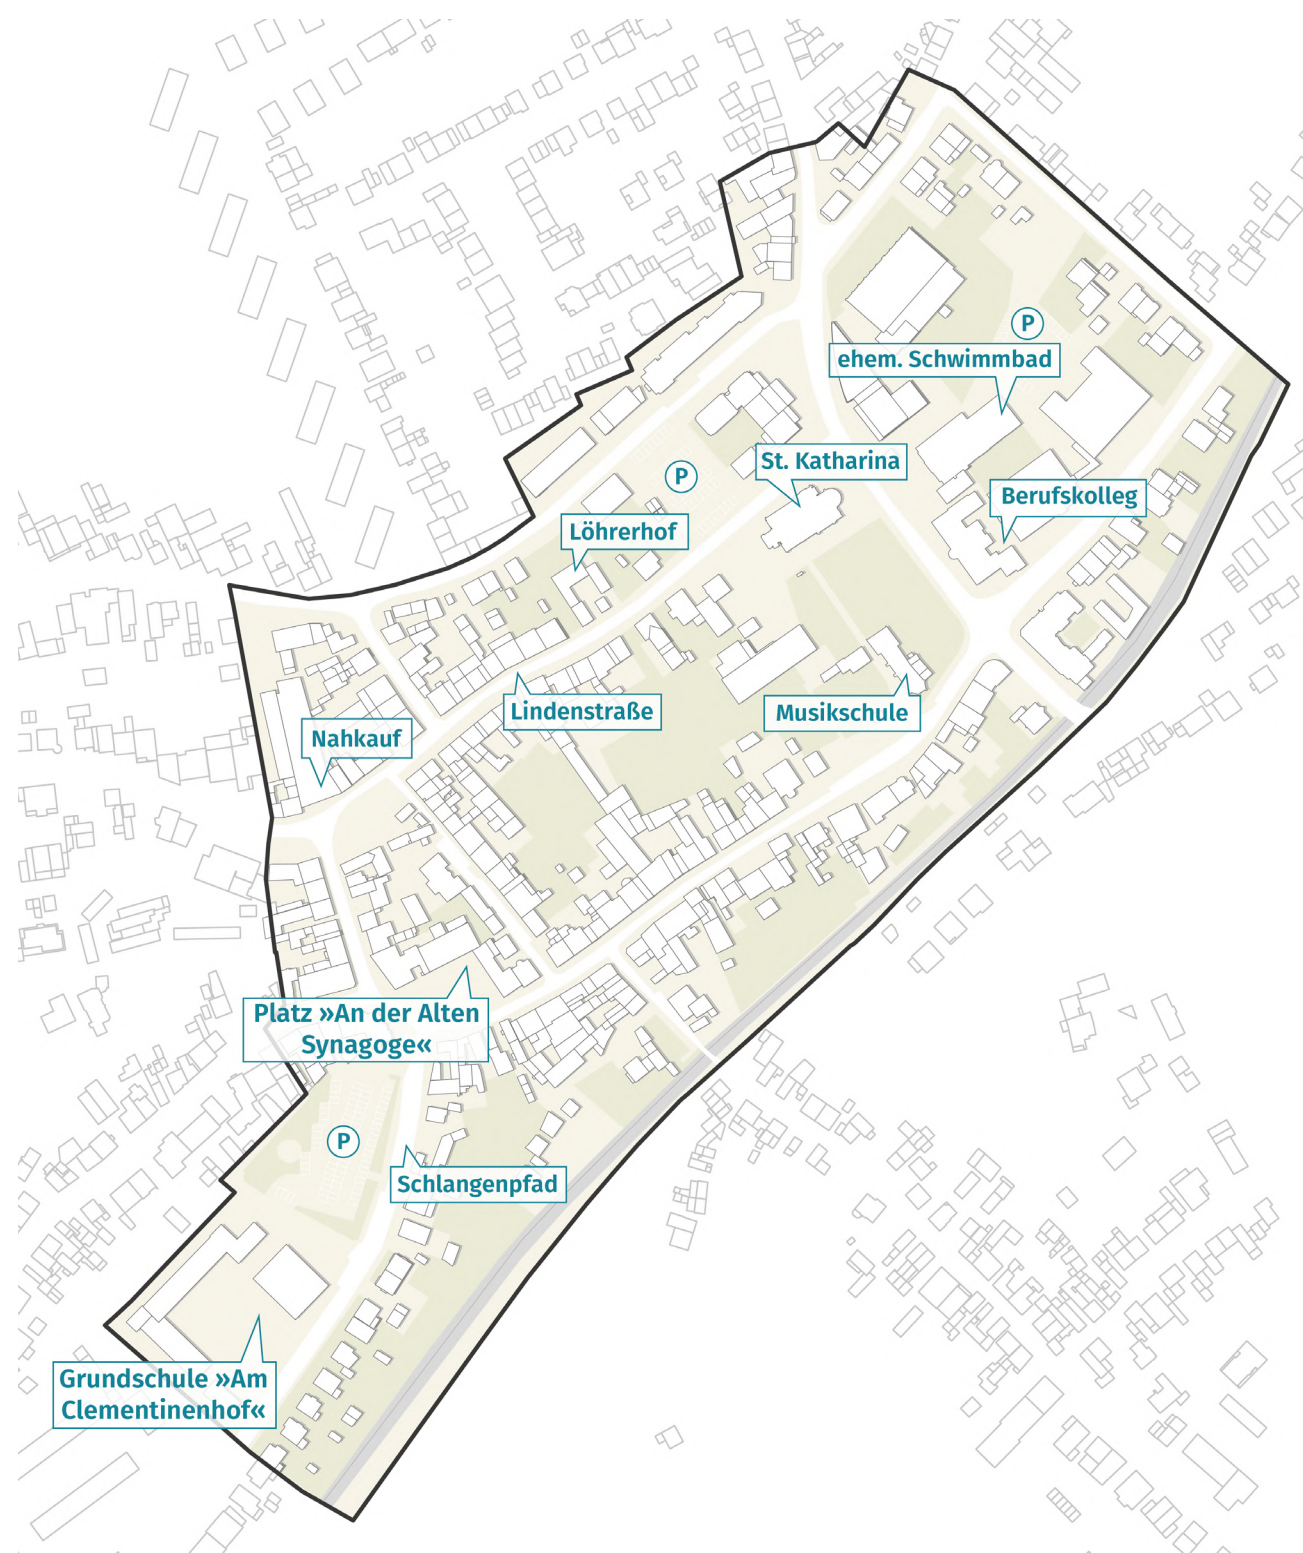 P
ehem. Schwimmbad
St. Katharina
P
Berufskolleg
Löhrerhof
Lindenstraße
Musikschule
Nahkauf
Platz »An der Alten
Synagoge«
P
Schlangenpfad
Grundschule »Am
Clementinenhof«